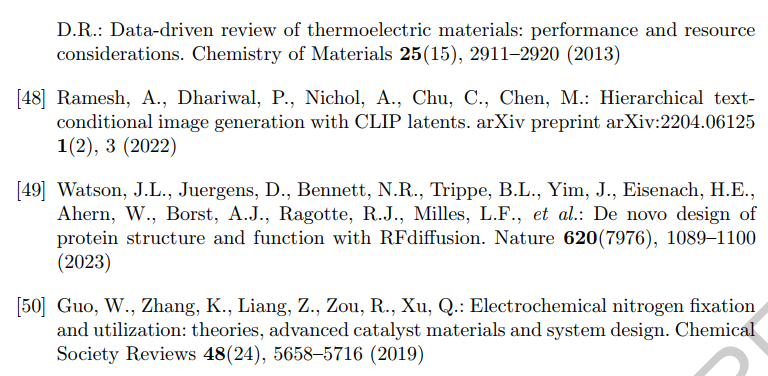 D.R.: Data-driven review of thermoelectric materials: performance and resource
considerations. Chemistry of Materials 25(15), 2911–2920 (2013)
[48] Ramesh, A., Dhariwal, P., Nichol, A., Chu, C., Chen, M.: Hierarchical text-
conditional image generation with CLIP latents. arXiv preprint arXiv:2204.06125
1(2), 3 (2022)
[49] Watson, J.L., Juergens, D., Bennett, N.R., Trippe, B.L., Yim, J., Eisenach, H.E.,
Ahern, W., Borst, A.J., Ragotte, R.J., Milles, L.F., et al.: De novo design of
protein structure and function with RFdiffusion. Nature 620(7976), 1089–1100
(2023)
[50] Guo, W., Zhang, K., Liang, Z., Zou, R., Xu, Q.: Electrochemical nitrogen fixation
and utilization: theories, advanced catalyst materials and system design. Chemical
Society Reviews 48(24), 5658–5716 (2019)